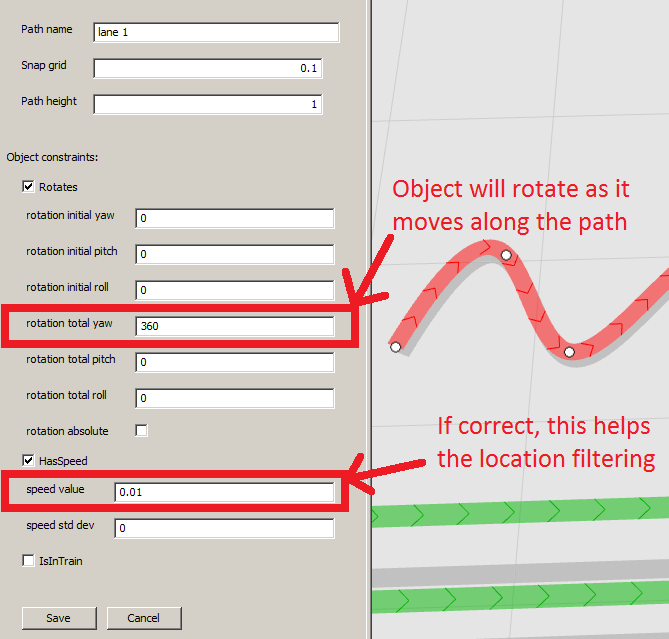 Path name
lane 1
Snap grid
0.1
Path height
1
Object constraints:
Rotates
rotation initial yaw
0
rotation initial pitch
0
rotation initial roll
0
rotation total yaw
360
rotation total pitch
0
rotation total roll
0
rotation absolute
HasSpeed
speed value
0.01
speed std dev
0
IsInTrain
Save
Cancel
Object will rotate as it
moves along the path
If correct, this helps
the location filtering